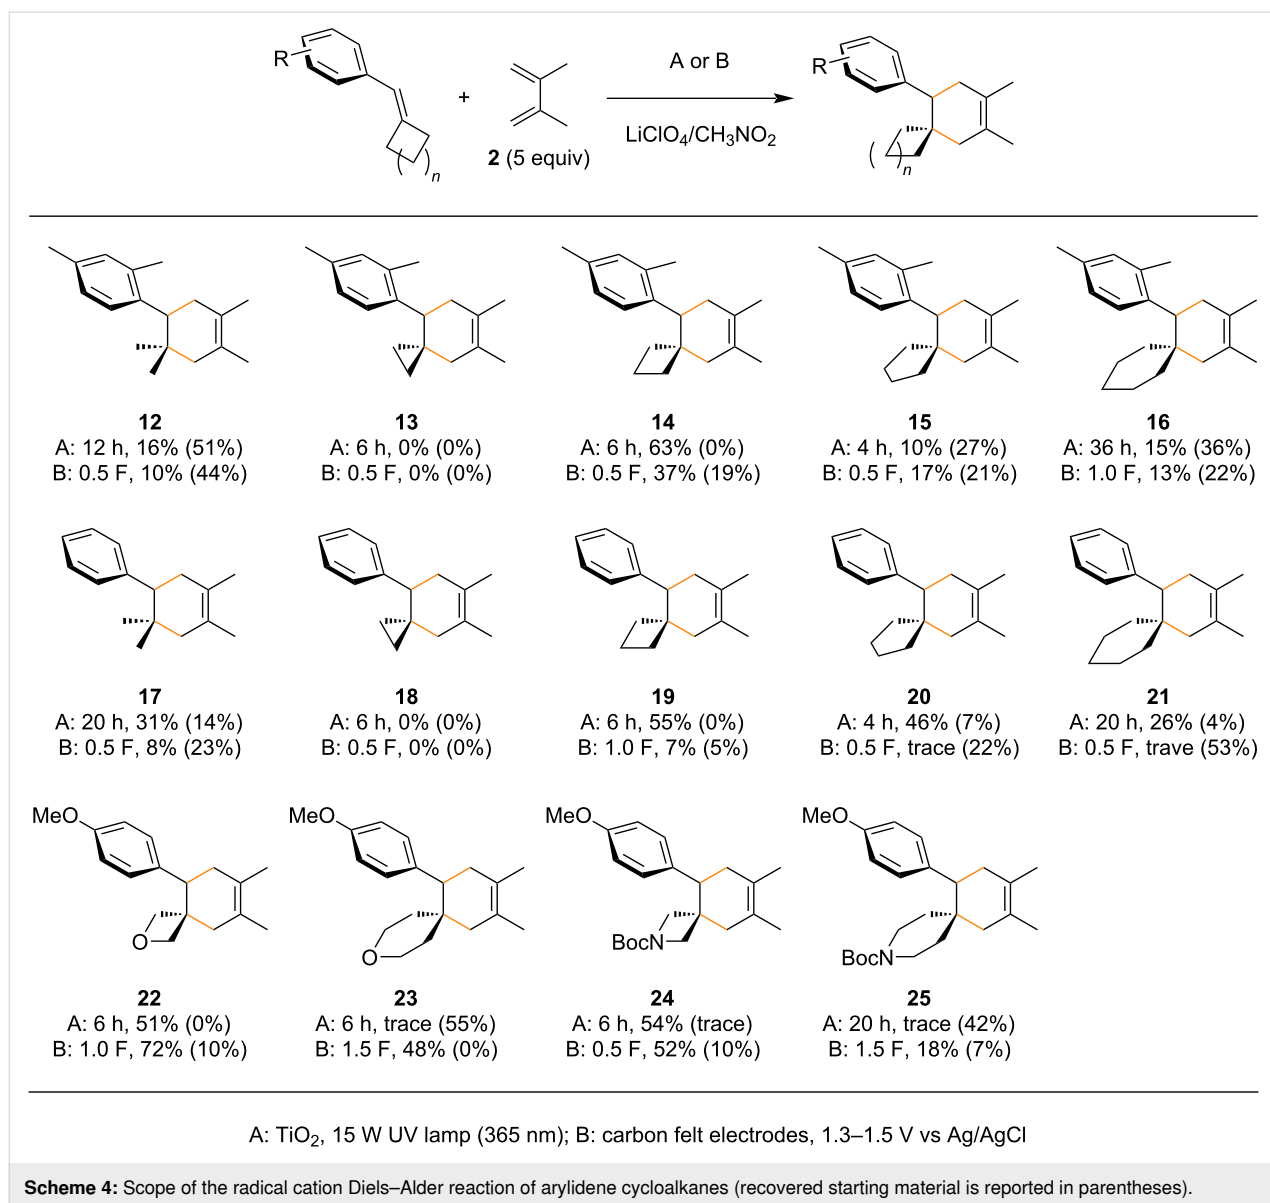 R
+
2 (5 equiv)
A or B
LiClO4/CH3NO2
R
n
n
12
A: 12 h, 16% (51%)
B: 0.5 F, 10% (44%)
13
A: 6 h, 0% (0%)
B: 0.5 F, 0% (0%)
14
A: 6 h, 63% (0%)
B: 0.5 F, 37% (19%)
15
A: 4 h, 10% (27%)
B: 0.5 F, 17% (21%)
16
A: 36 h, 15% (36%)
B: 1.0 F, 13% (22%)
17
A: 20 h, 31% (14%)
B: 0.5 F, 8% (23%)
18
A: 6 h, 0% (0%)
B: 0.5 F, 0% (0%)
19
A: 6 h, 55% (0%)
B: 1.0 F, 7% (5%)
20
A: 4 h, 46% (7%)
B: 0.5 F, trace (22%)
21
A: 20 h, 26% (4%)
B: 0.5 F, trave (53%)
MeO
O
22
A: 6 h, 51% (0%)
B: 1.0 F, 72% (10%)
MeO
O
23
A: 6 h, trace (55%)
B: 1.5 F, 48% (0%)
MeO
BocN
24
A: 6 h, 54% (trace)
B: 0.5 F, 52% (10%)
MeO
BocN
25
A: 20 h, trace (42%)
B: 1.5 F, 18% (7%)
A: TiO2, 15 W UV lamp (365 nm); B: carbon felt electrodes, 1.3–1.5 V vs Ag/AgCl
Scheme 4: Scope of the radical cation Diels–Alder reaction of arylidene cycloalkanes (recovered starting material is reported in parentheses).